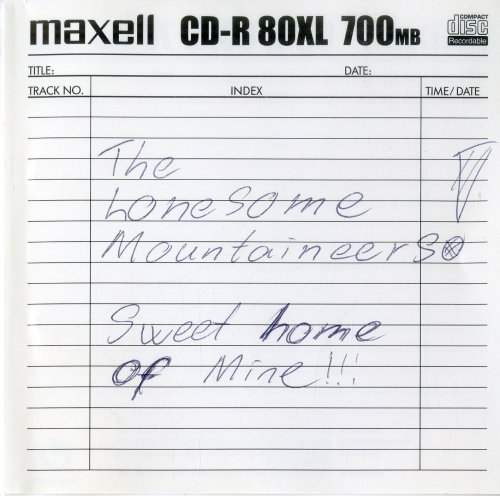 maxell CD-R 80XL 700MB COMPACT disc Recordable
TITLE: DATE:
TRACK NO. INDEX TIME/DATE
The
Lonesome
Mountaineers
Sweet home
of Mine!!!